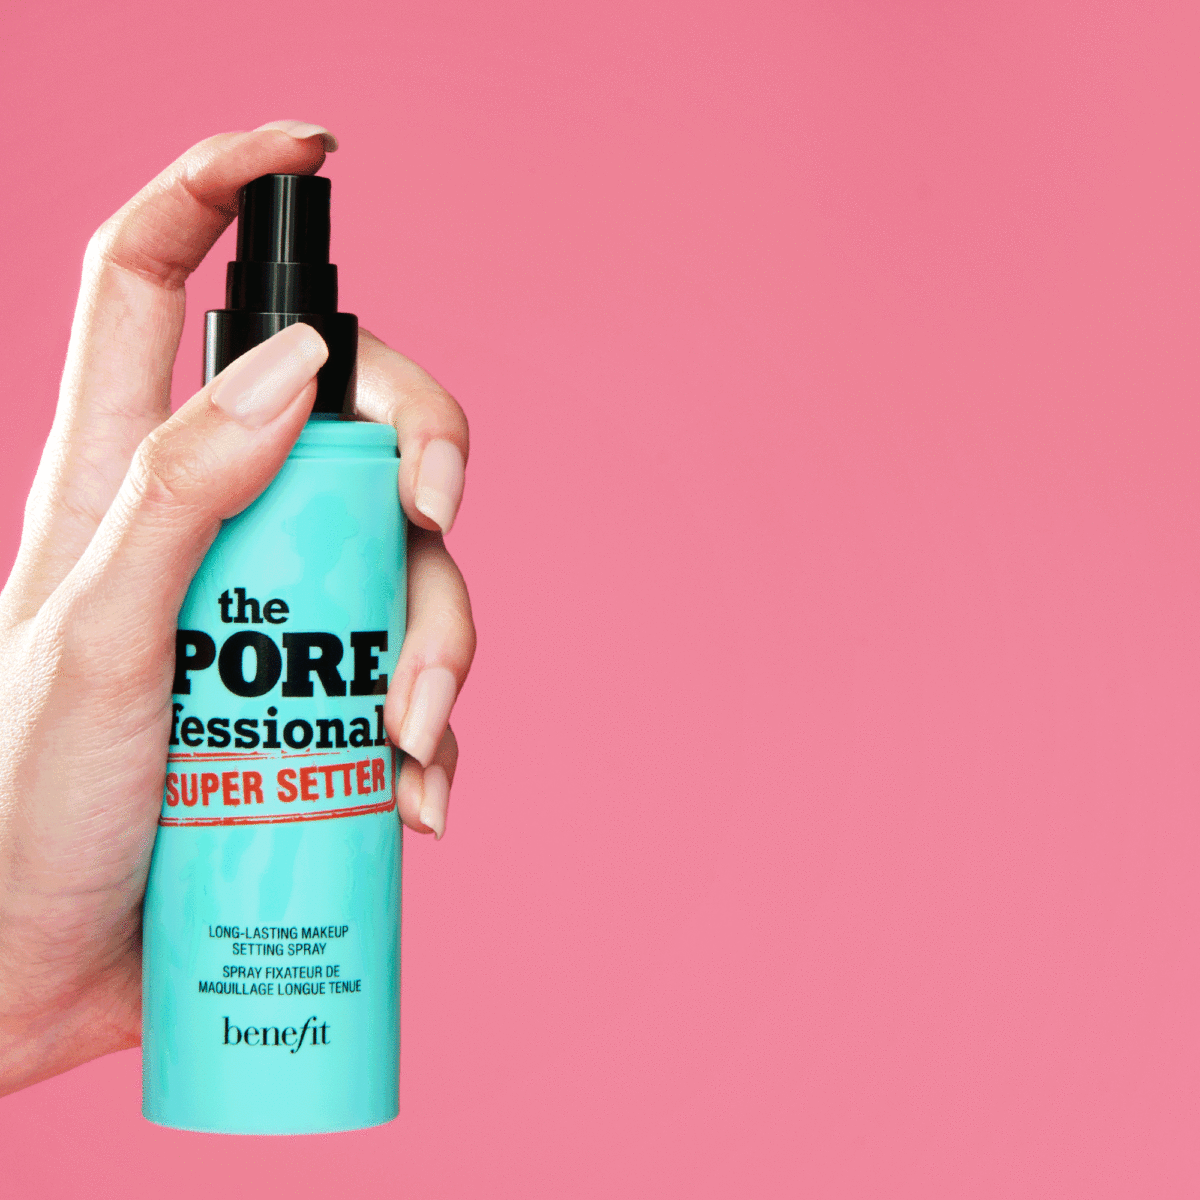 the
PORE
fessional
SUPER SETTER
LONG-LASTING MAKEUP
SETTING SPRAY
SPRAY FIXATEUR DE
MAQUILLAGE LONGUE TENUE
benefit